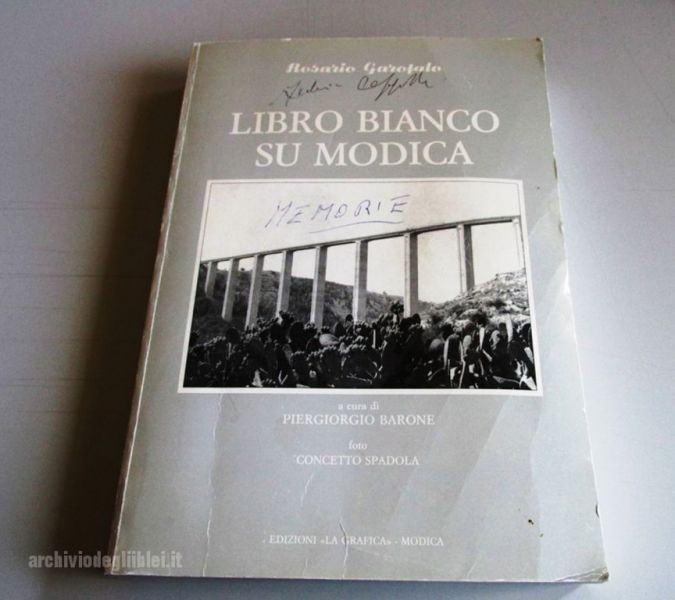 Rosario Garofalo
LIBRO BIANCO
SU MODICA
MEMORIE
a cura di
PIERGIORGIO BARONE
foto
CONCETTO SPADOLA
- EDIZIONI «LA GRAFICA» - MODICA
archiviodegliiblei.it